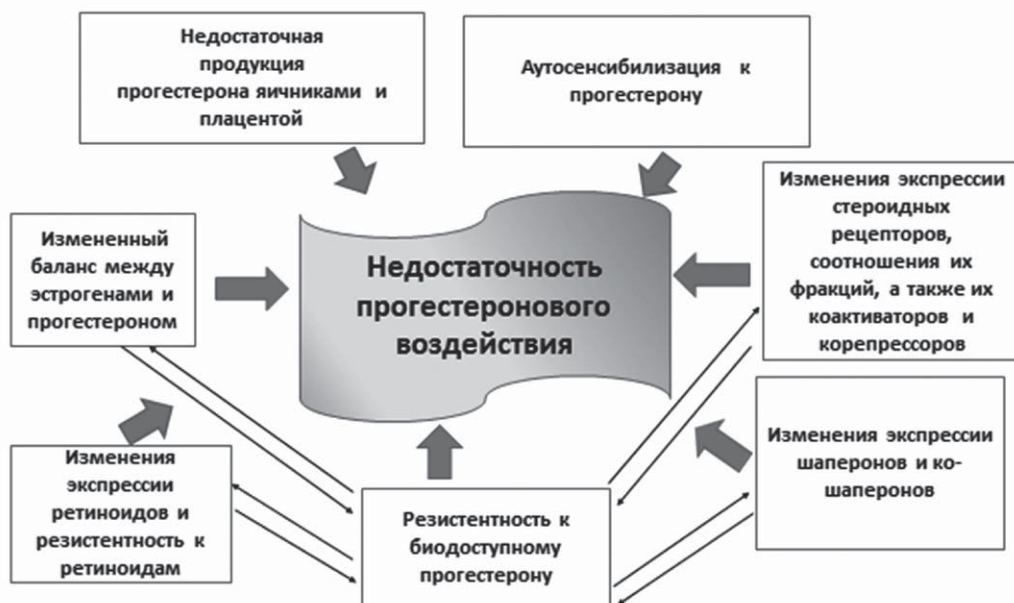 Недостаточная
продукция
прогестерона яичниками и
плацентой
Аутосенсибилизация к
прогестерону
Измененный
баланс между
эстрогенами и
прогестероном
Недостаточность
прогестеронового
воздействия
Изменения экспрессии
стероидных
рецепторов,
соотношения их
фракций, а также их
коактиваторов и
корепрессоров
Изменения
экспрессии
ретиноидов и
резистентность к
ретиноидам
Резистентность к
биодоступному
прогестерону
Изменения экспрессии
шаперонов и ко-
шаперонов